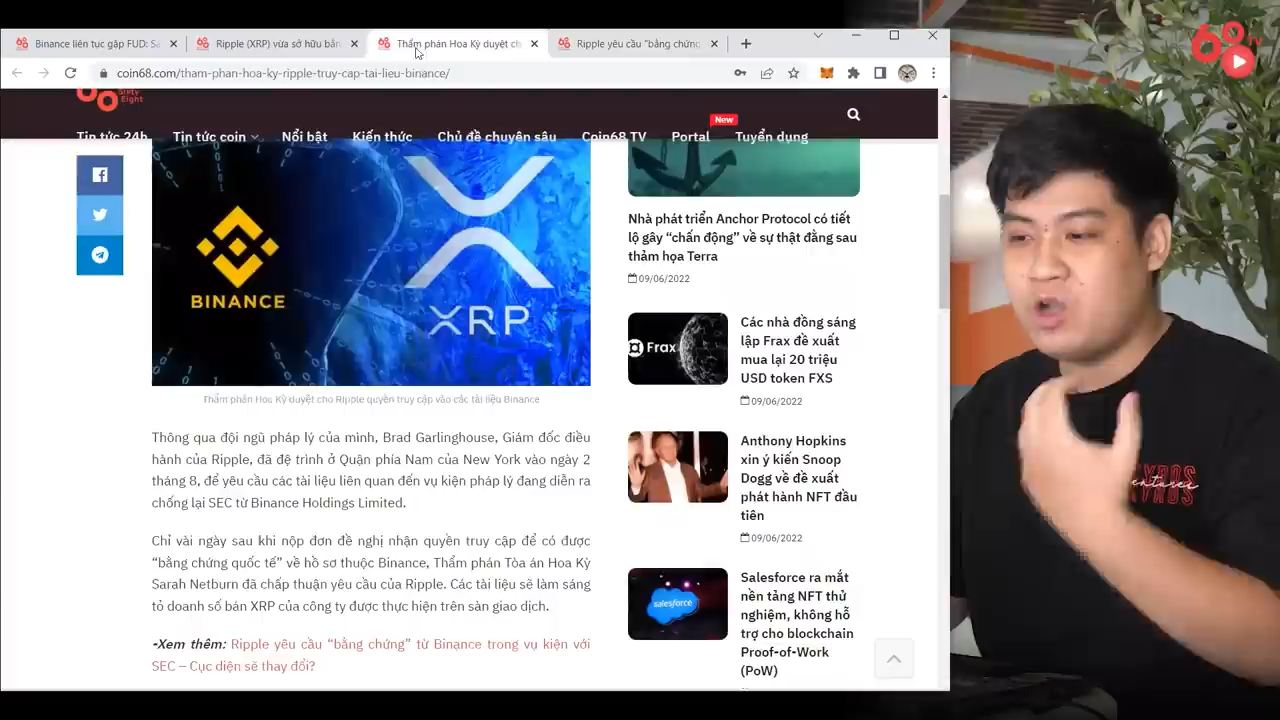 Binance liên tục gặp FUD: Sa
Ripple (XRP) vừa sở hữu bản
Thẩm phán Hoa Kỳ duyệt ch
Ripple yêu cầu "bằng chứng
68 TV
coin68.com/tham-phan-hoa-ky-ripple-truy-cap-tai-lieu-binance/
Sixty
Eight
New
Tin tức 24h
Tin tức coin
Nổi bật
Kiến thức
Chủ đề chuyên sâu
Coin68 TV
Portal
Tuyển dụng
BINANCE
XRP
Thẩm phán Hoa Kỳ duyệt cho Ripple quyền truy cập vào các tài liệu Binance
Thông qua đội ngũ pháp lý của mình, Brad Garlinghouse, Giám đốc điều
hành của Ripple, đã đệ trình ở Quận phía Nam của New York vào ngày 2
tháng 8, để yêu cầu các tài liệu liên quan đến vụ kiện pháp lý đang diễn ra
chống lại SEC từ Binance Holdings Limited.
Chỉ vài ngày sau khi nộp đơn đề nghị nhận quyền truy cập để có được
“bằng chứng quốc tế” về hồ sơ thuộc Binance, Thẩm phán Tòa án Hoa Kỳ
Sarah Netburn đã chấp thuận yêu cầu của Ripple. Các tài liệu sẽ làm sáng
tỏ doanh số bán XRP của công ty được thực hiện trên sàn giao dịch.
-Xem thêm: Ripple yêu cầu “bằng chứng” từ Binance trong vụ kiện với
SEC – Cục diện sẽ thay đổi?
Nhà phát triển Anchor Protocol có tiết
lộ gây “chấn động” về sự thật đằng sau
thảm họa Terra
09/06/2022
Frax
Các nhà đồng sáng
lập Frax đề xuất
mua lại 20 triệu
USD token FXS
09/06/2022
Anthony Hopkins
xin ý kiến Snoop
Dogg về đề xuất
phát hành NFT đầu
tiên
09/06/2022
salesforce
Salesforce ra mắt
nền tảng NFT thử
nghiệm, không hỗ
trợ cho blockchain
Proof-of-Work
(PoW)